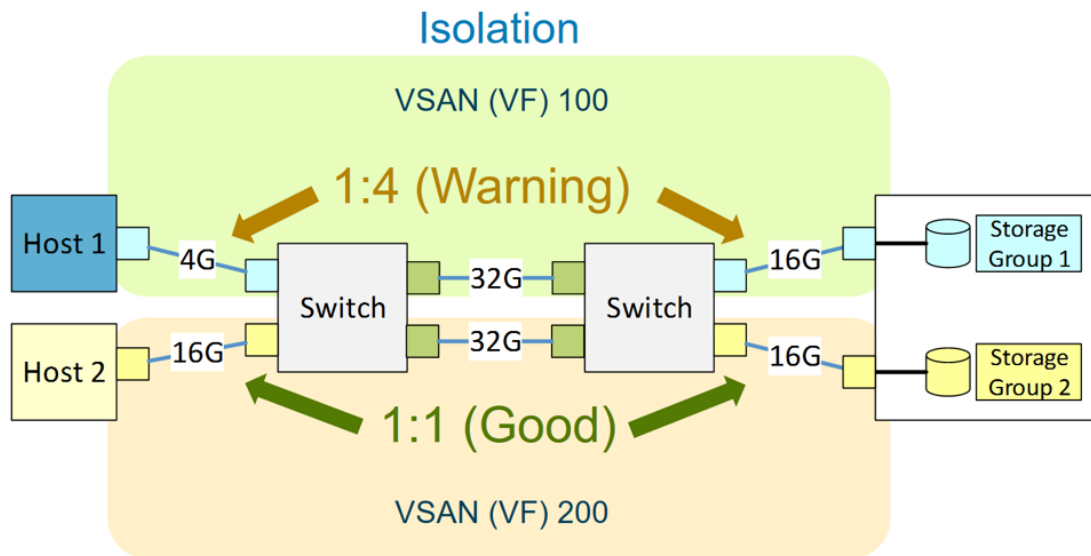 Isolation
VSAN (VF) 100
1:4 (Warning)
Host 1
4G
Switch
32G
Switch
16G
Storage
Group 1
Host 2
16G
32G
16G
Storage
Group 2
1:1 (Good)
VSAN (VF) 200